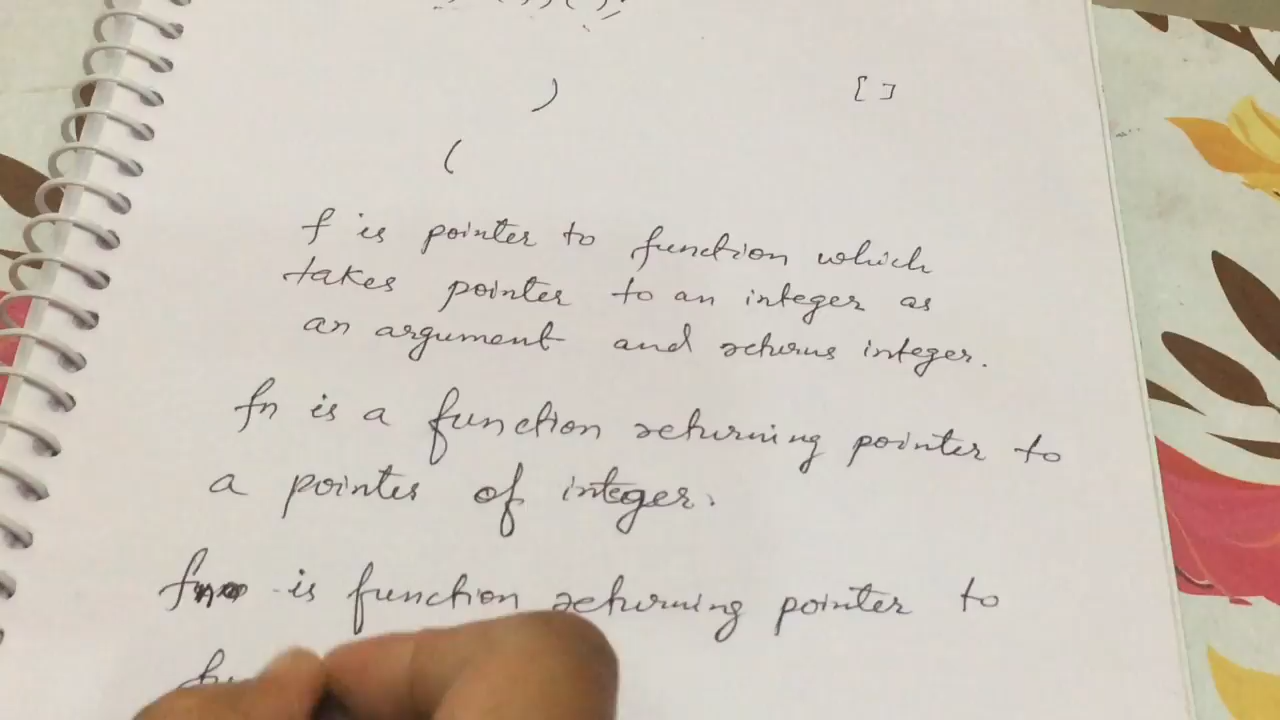 )
[ ]
(
f is pointer to function which
takes pointer to an integer as
an argument and returns integer.
fn is a function returning pointer to
a pointer of integer.
is function returning pointer to